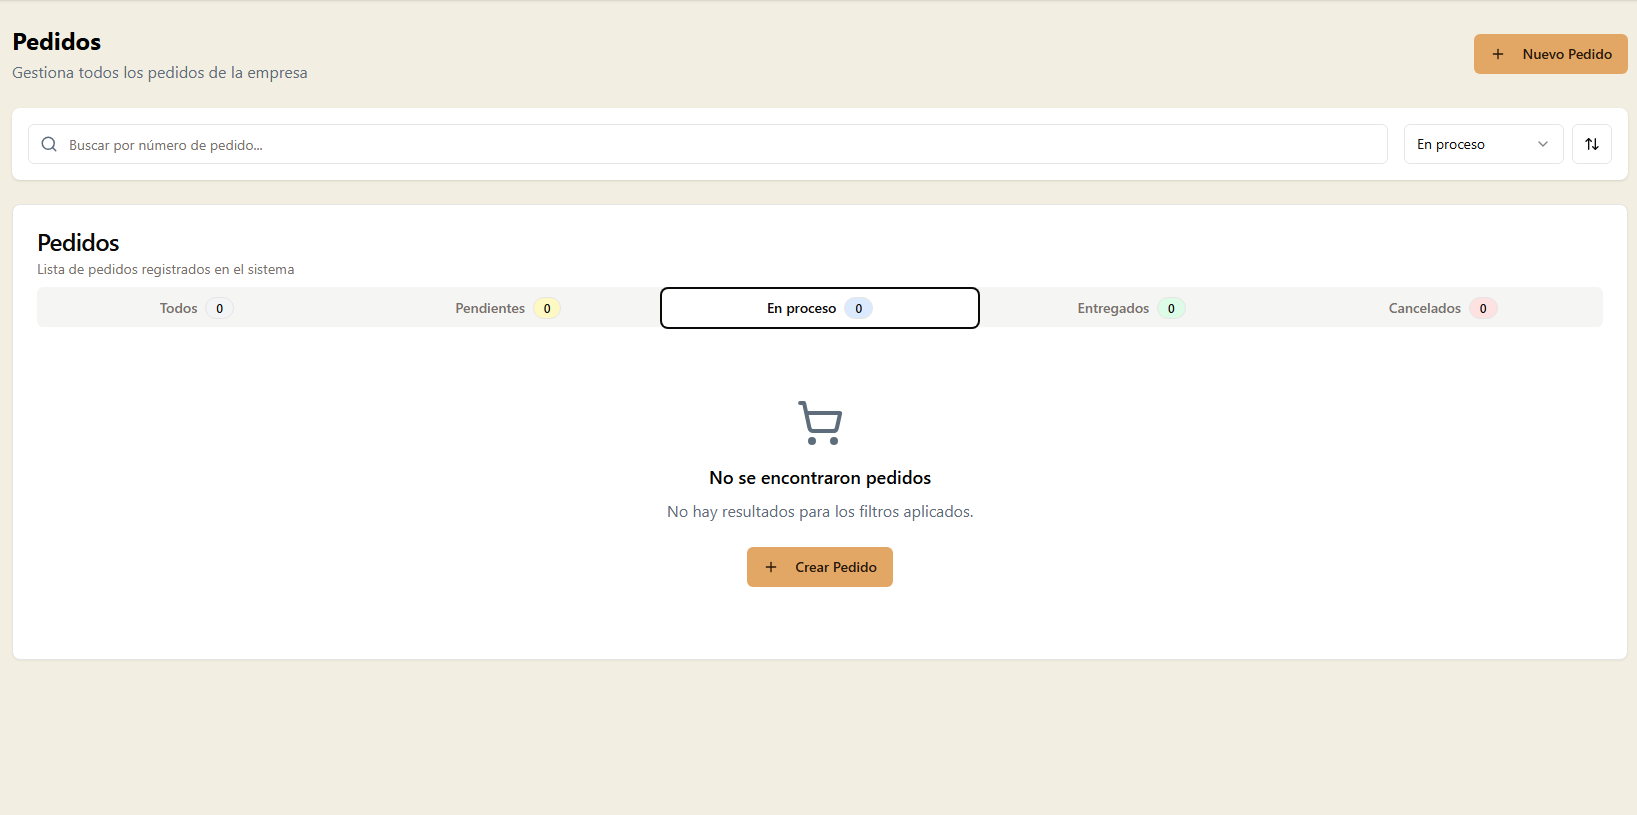 Pedidos
Gestiona todos los pedidos de la empresa
Nuevo Pedido
Buscar por número de pedido...
En proceso
Pedidos
Lista de pedidos registrados en el sistema
Todos 0 Pendientes 0 En proceso 0 Entregados 0 Cancelados 0
No se encontraron pedidos
No hay resultados para los filtros aplicados.
Crear Pedido